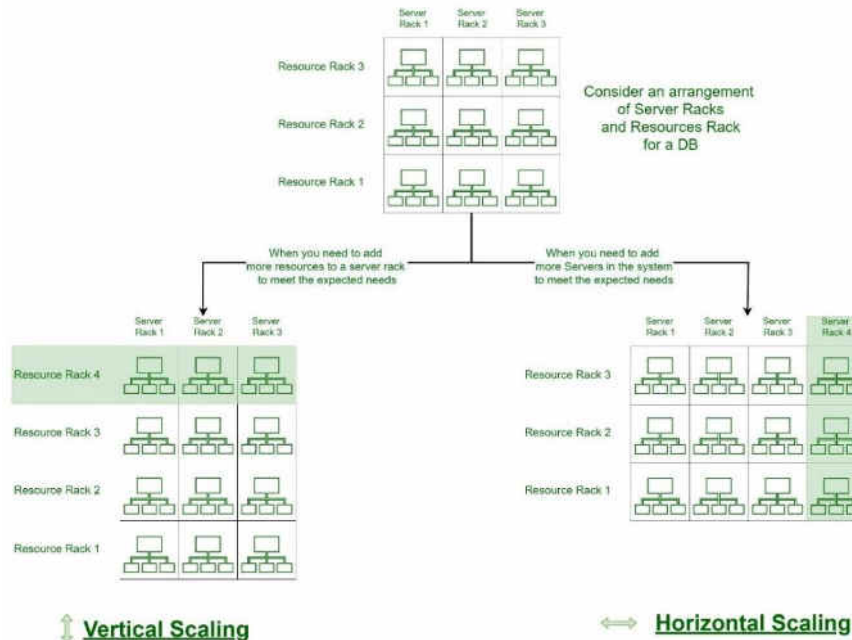 Server Server Server
Rack 1 Rack 2 Rack 3
Resource Rack 3
Resource Rack 2
Resource Rack 1
Consider an arrangement
of Server Racks
and Resources Rack
for a DB
When you need to add
more resources to a server rack
to meet the expected needs
When you need to add
more Servers in the system
to meet the expected needs
Server Server Server
Rack 1 Rack 2 Rack 3
Resource Rack 4
Resource Rack 3
Resource Rack 2
Resource Rack 1
Vertical Scaling
Server Server Server Server
Rack 1 Rack 2 Rack 3 Rack 4
Resource Rack 3
Resource Rack 2
Resource Rack 1
Horizontal Scaling